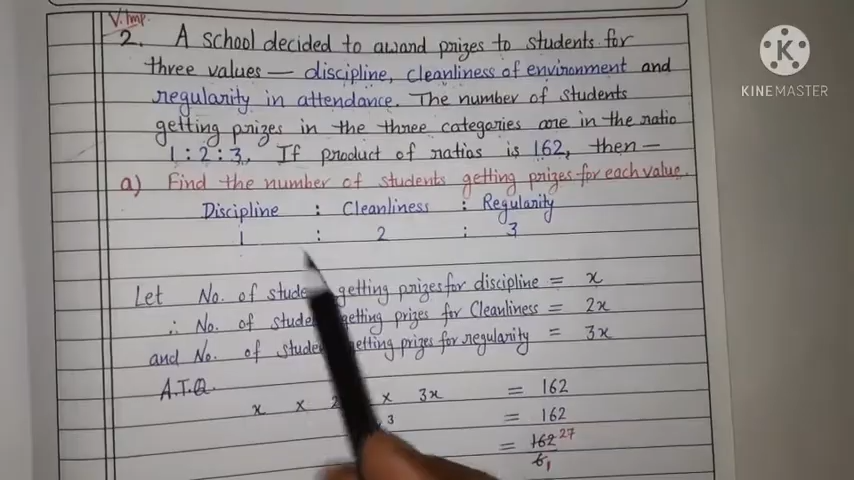 V. Imp.
2. A school decided to award prizes to students for
three values — discipline, cleanliness of environment and
regularity in attendance. The number of students
getting prizes in the three categories are in the ratio
1 : 2 : 3. If product of ratios is 162, then —
a) Find the number of students getting prizes for each value.
Discipline : Cleanliness : Regularity
1 : 2 : 3
Let No. of stude getting prizes for discipline = x
∴ No. of stude getting prizes for Cleanliness = 2x
and No. of stude getting prizes for regularity = 3x
A.T.Q.
x × 2 × 3x = 162
3 = 162
= 162 27
6 1
K
KINEMASTER